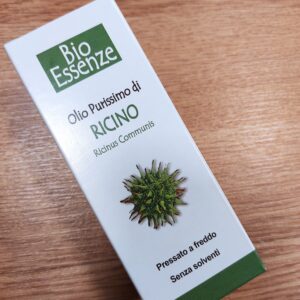 Bio
Essenze
Olio Purissimo di
RICINO
Ricinus Communis
Pressato a freddo
Senza solventi